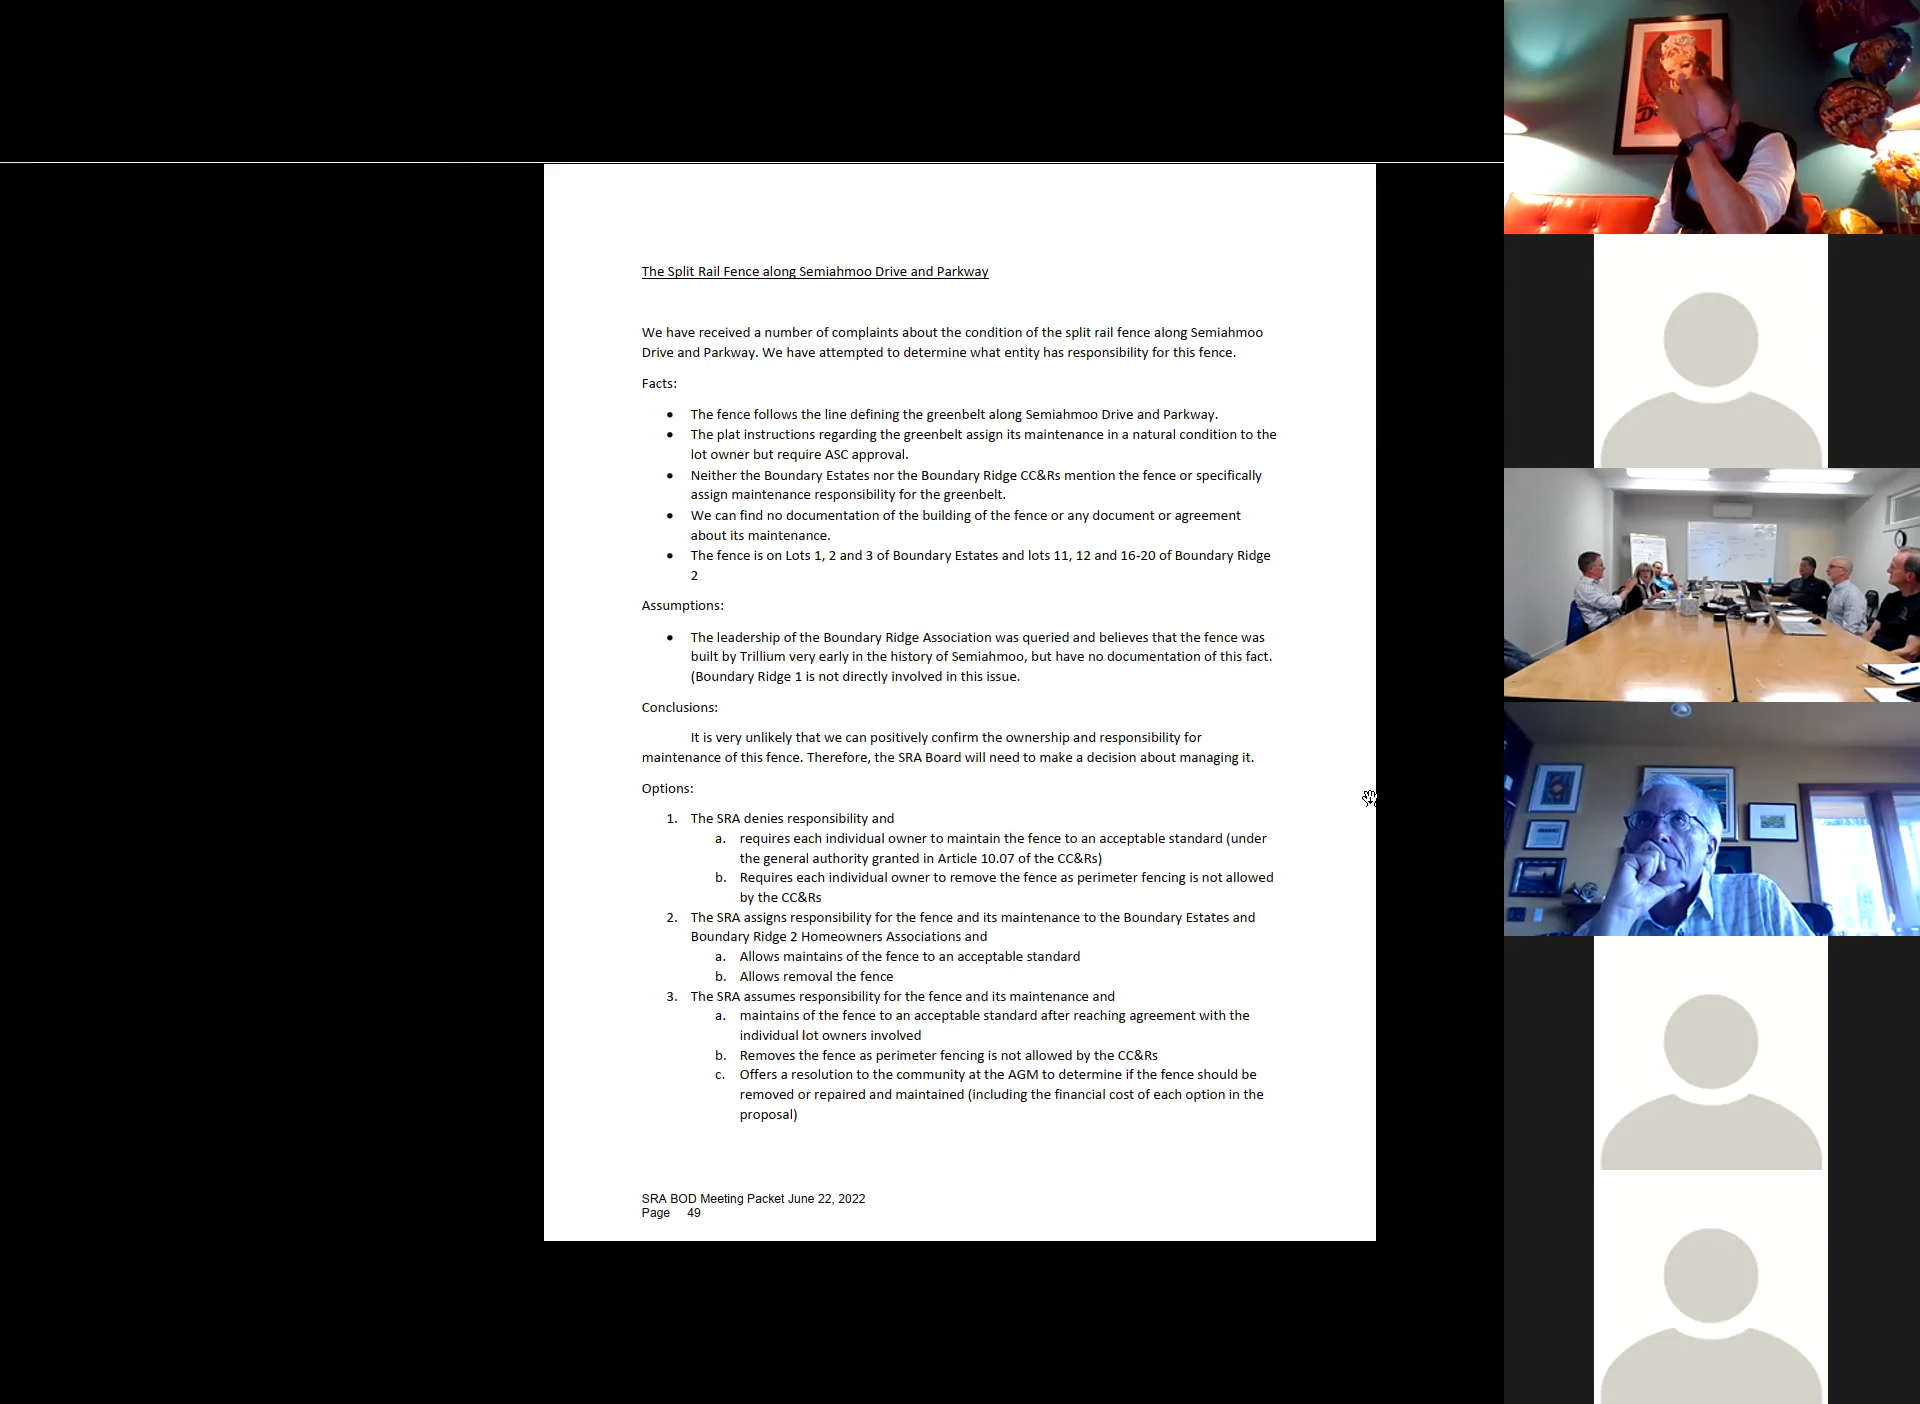 The Split Rail Fence along Semiahmoo Drive and Parkway
We have received a number of complaints about the condition of the split rail fence along Semiahmoo
Drive and Parkway. We have attempted to determine what entity has responsibility for this fence.
Facts:
• The fence follows the line defining the greenbelt along Semiahmoo Drive and Parkway.
• The plat instructions regarding the greenbelt assign its maintenance in a natural condition to the
lot owner but require ASC approval.
• Neither the Boundary Estates nor the Boundary Ridge CC&Rs mention the fence or specifically
assign maintenance responsibility for the greenbelt.
• We can find no documentation of the building of the fence or any document or agreement
about its maintenance.
• The fence is on Lots 1, 2 and 3 of Boundary Estates and lots 11, 12 and 16-20 of Boundary Ridge
2
Assumptions:
• The leadership of the Boundary Ridge Association was queried and believes that the fence was
built by Trillium very early in the history of Semiahmoo, but have no documentation of this fact.
(Boundary Ridge 1 is not directly involved in this issue.
Conclusions:
It is very unlikely that we can positively confirm the ownership and responsibility for
maintenance of this fence. Therefore, the SRA Board will need to make a decision about managing it.
Options:
1. The SRA denies responsibility and
a. requires each individual owner to maintain the fence to an acceptable standard (under
the general authority granted in Article 10.07 of the CC&Rs)
b. Requires each individual owner to remove the fence as perimeter fencing is not allowed
by the CC&Rs
2. The SRA assigns responsibility for the fence and its maintenance to the Boundary Estates and
Boundary Ridge 2 Homeowners Associations and
a. Allows maintains of the fence to an acceptable standard
b. Allows removal the fence
3. The SRA assumes responsibility for the fence and its maintenance and
a. maintains of the fence to an acceptable standard after reaching agreement with the
individual lot owners involved
b. Removes the fence as perimeter fencing is not allowed by the CC&Rs
c. Offers a resolution to the community at the AGM to determine if the fence should be
removed or repaired and maintained (including the financial cost of each option in the
proposal)
SRA BOD Meeting Packet June 22, 2022
Page 49